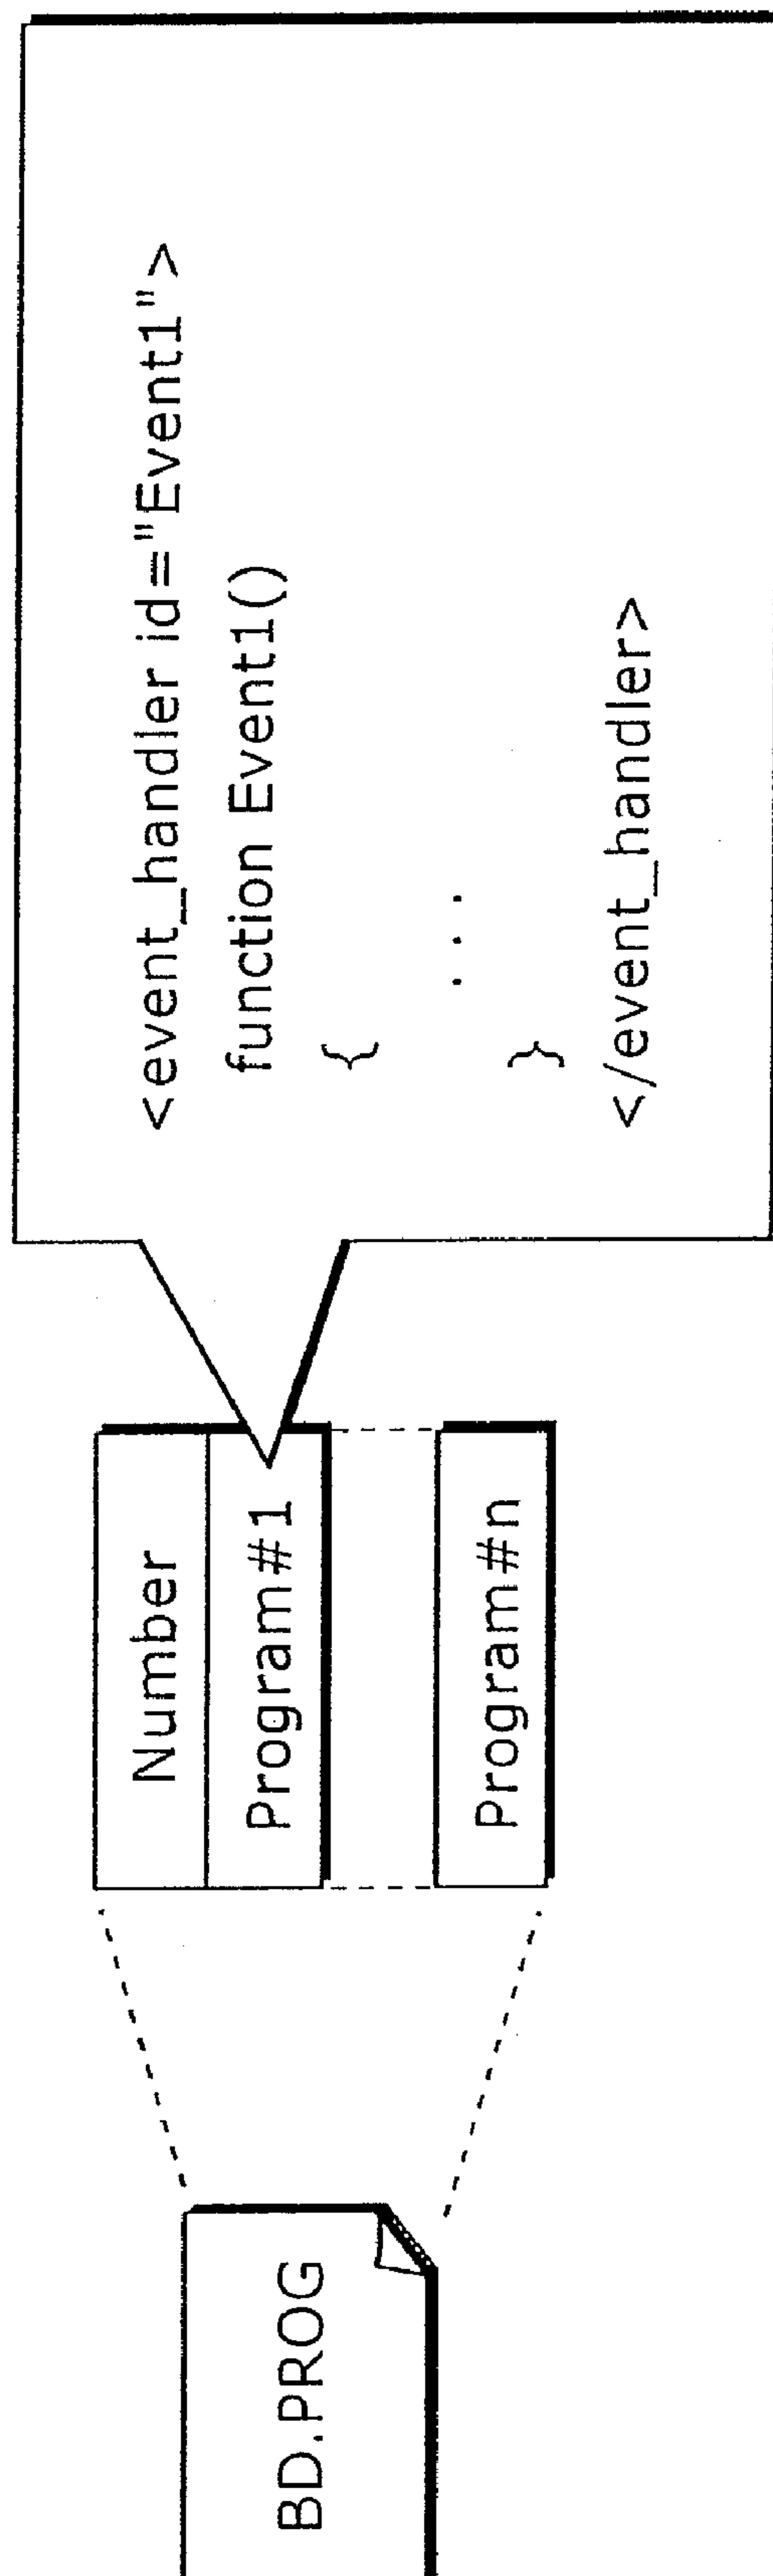 BD.PROG
Number
Program#1
Program#n
<event_handler id="Event1">
function Event1()
{
. . .
}
</event_handler>